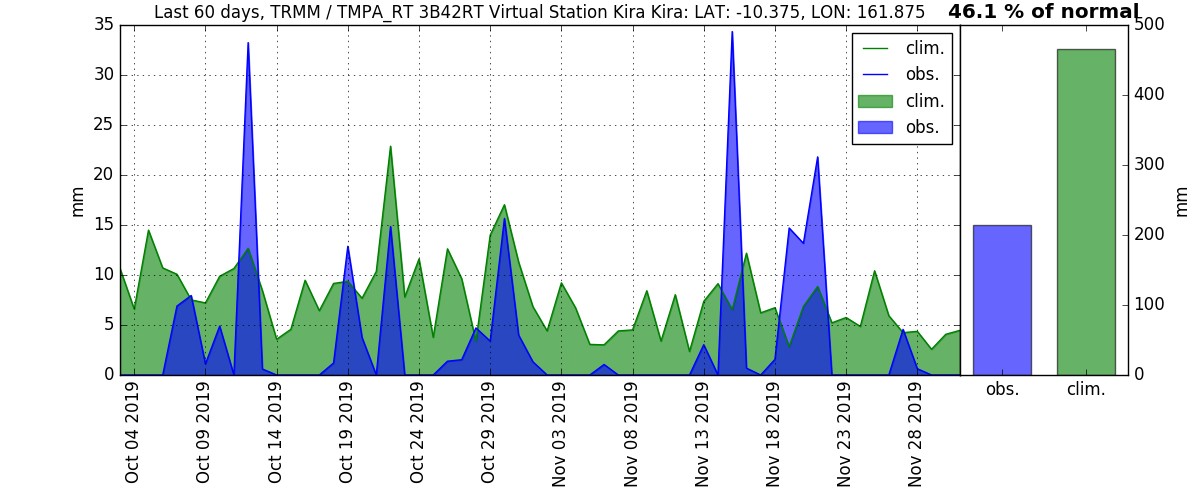 Last 60 days, TRMM / TMPA_RT 3B42RT Virtual Station Kira Kira: LAT: -10.375, LON: 161.875
46.1 % of normal
35
30
25
20
15
10
5
0
mm
clim.
obs.
clim.
obs.
Oct 04 2019
Oct 09 2019
Oct 14 2019
Oct 19 2019
Oct 24 2019
Oct 29 2019
Nov 03 2019
Nov 08 2019
Nov 13 2019
Nov 18 2019
Nov 23 2019
Nov 28 2019
500
400
300
200
100
0
mm
obs.
clim.